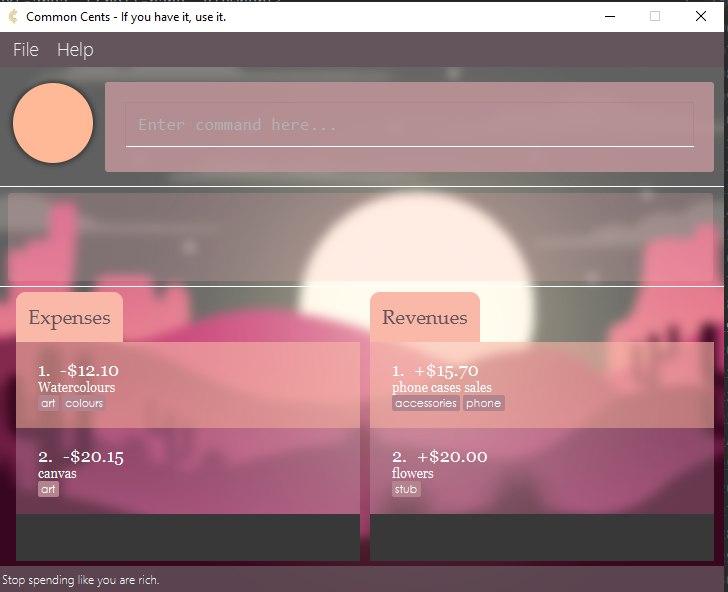 Common Cents - If you have it, use it.
File Help
Enter command here...
Expenses
1. -$12.10
Watercolours
art colours
2. -$20.15
canvas
art
Revenues
1. +$15.70
phone cases sales
accessories phone
2. +$20.00
flowers
stub
Stop spending like you are rich.